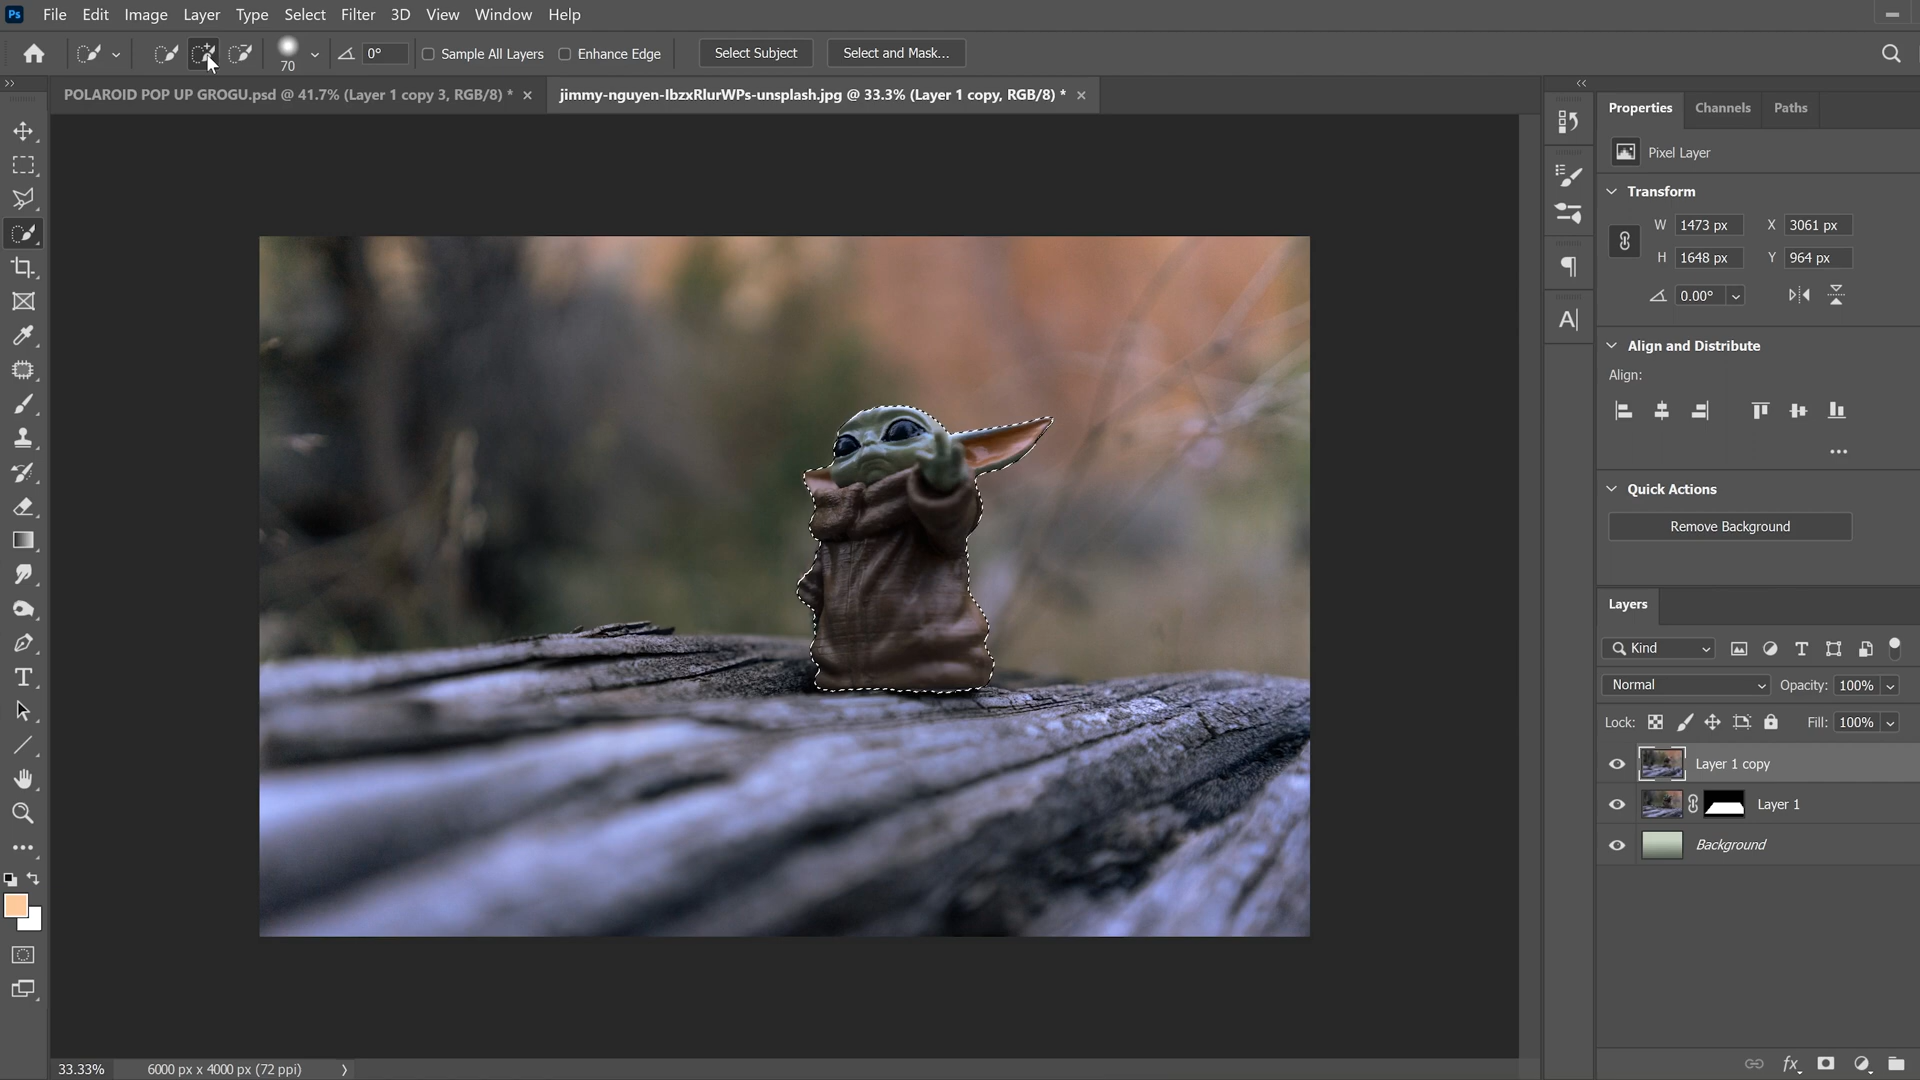 Ps File Edit Image Layer Type Select Filter 3D View Window Help
70 0° Sample All Layers Enhance Edge Select Subject Select and Mask...
POLAROID POP UP GROGU.psd @ 41.7% (Layer 1 copy 3, RGB/8) * ×
jimmy-nguyen-IbzxRlurWPs-unsplash.jpg @ 33.3% (Layer 1 copy, RGB/8) * ×
Properties Channels Paths
Pixel Layer
Transform
W 1473 px X 3061 px
H 1648 px Y 964 px
0.00°
Align and Distribute
Align:
Quick Actions
Remove Background
Layers
Kind
Normal Opacity: 100%
Lock: Fill: 100%
Layer 1 copy
Layer 1
Background
fx
33.33% 6000 px x 4000 px (72 ppi)